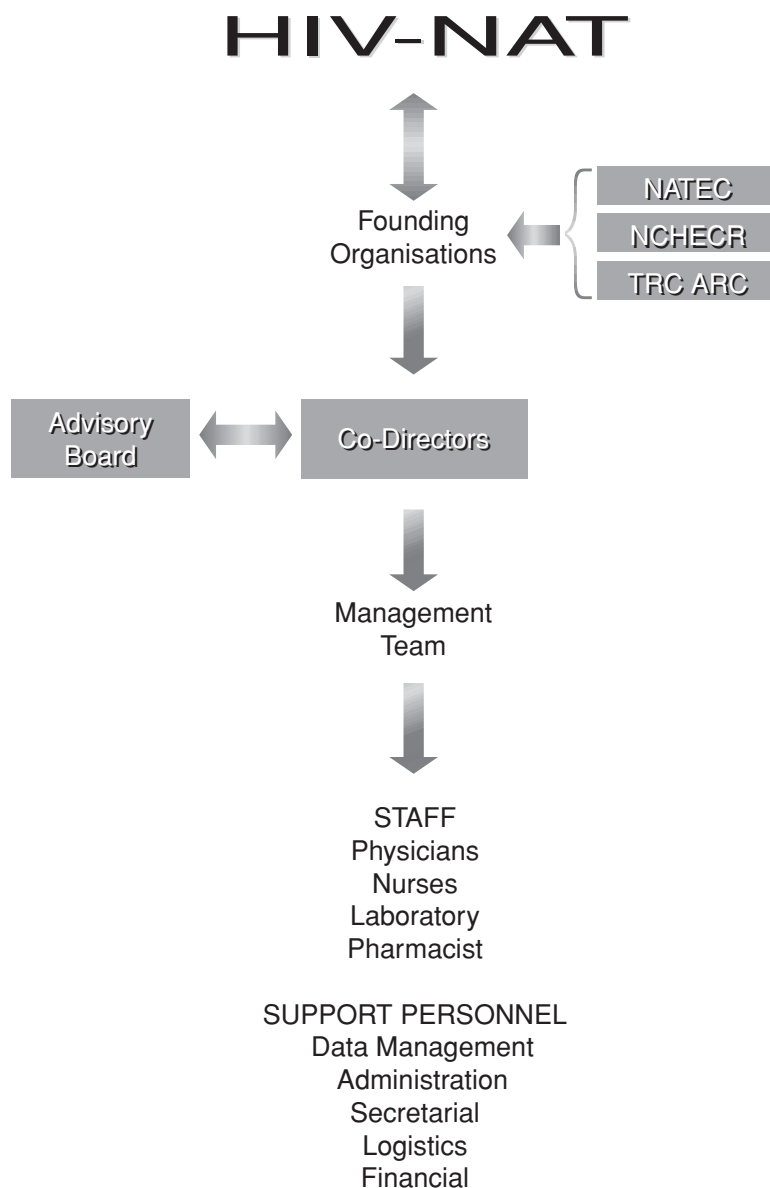 HIV-NAT
Founding
Organisations
NATEC
NCHECR
TRC ARC
Advisory
Board
Co-Directors
Management
Team
STAFF
Physicians
Nurses
Laboratory
Pharmacist
SUPPORT PERSONNEL
Data Management
Administration
Secretarial
Logistics
Financial